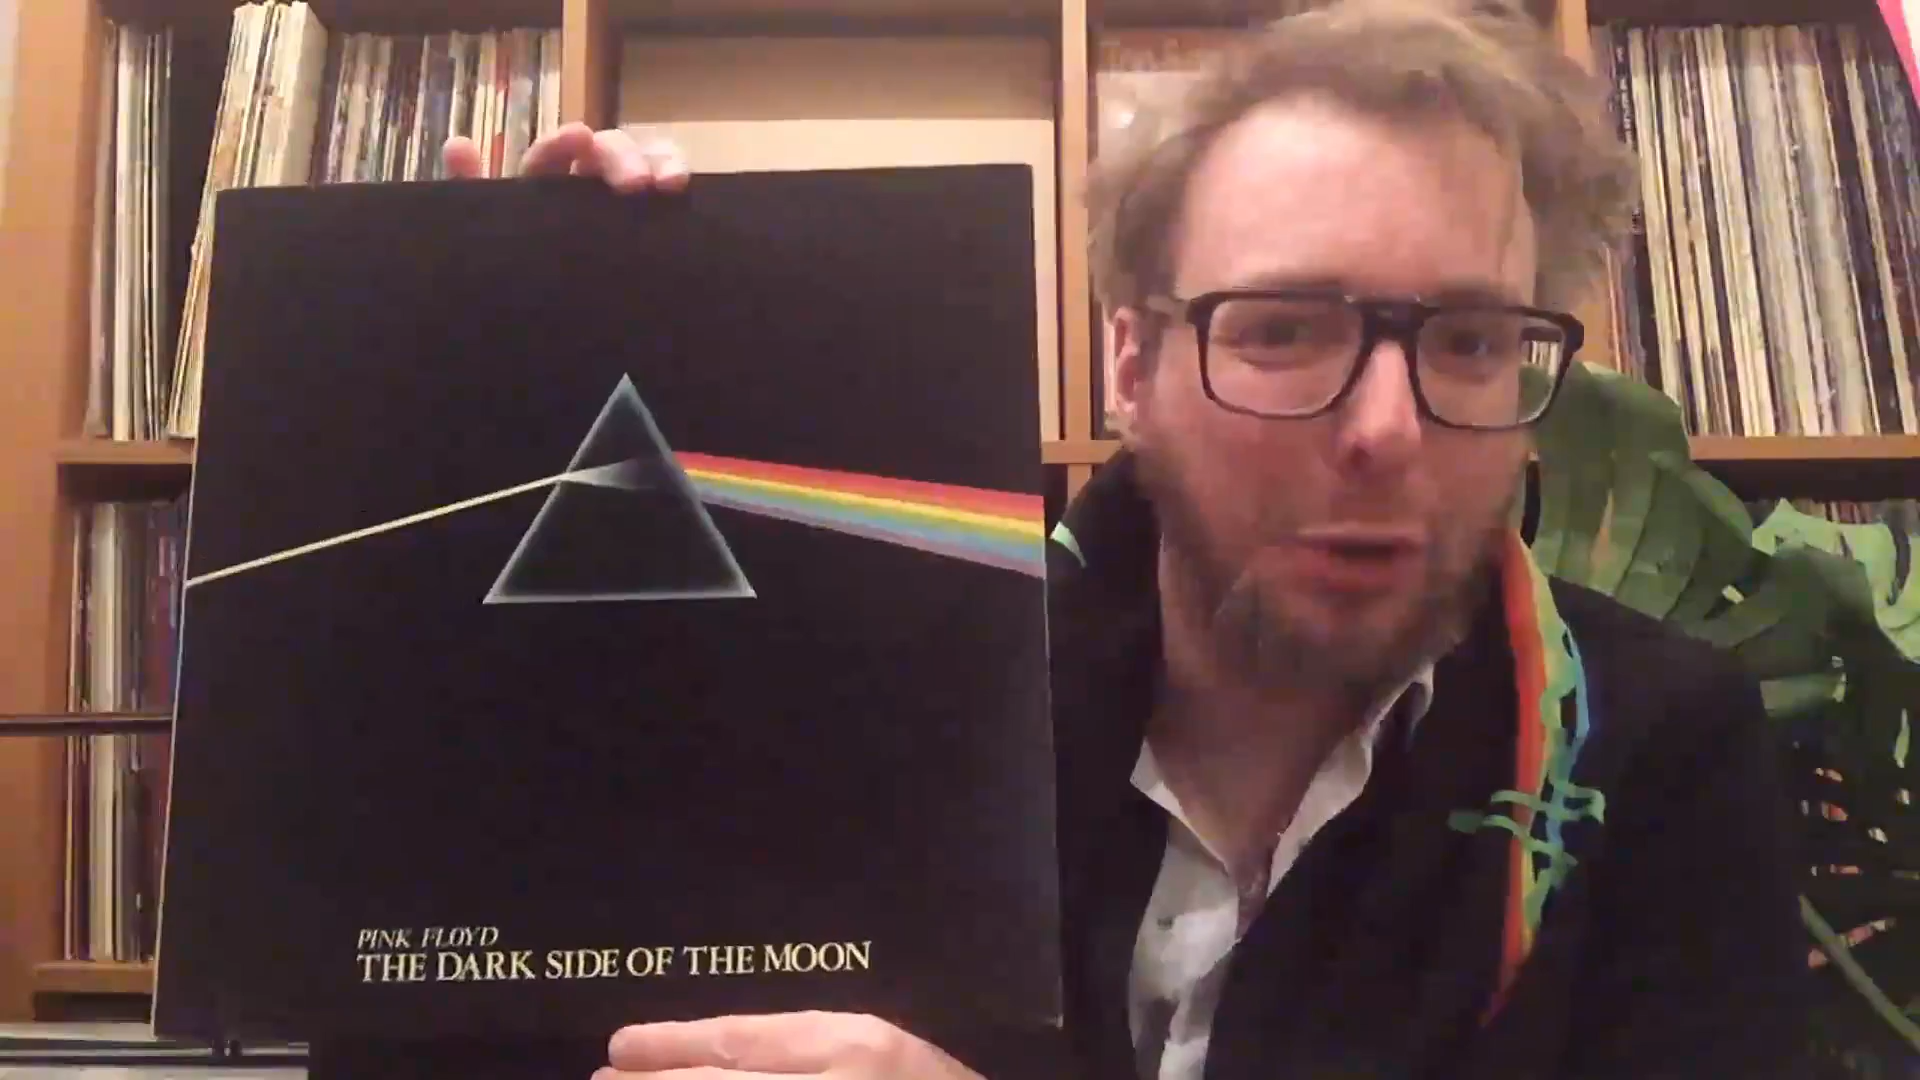 PINK FLOYD
THE DARK SIDE OF THE MOON